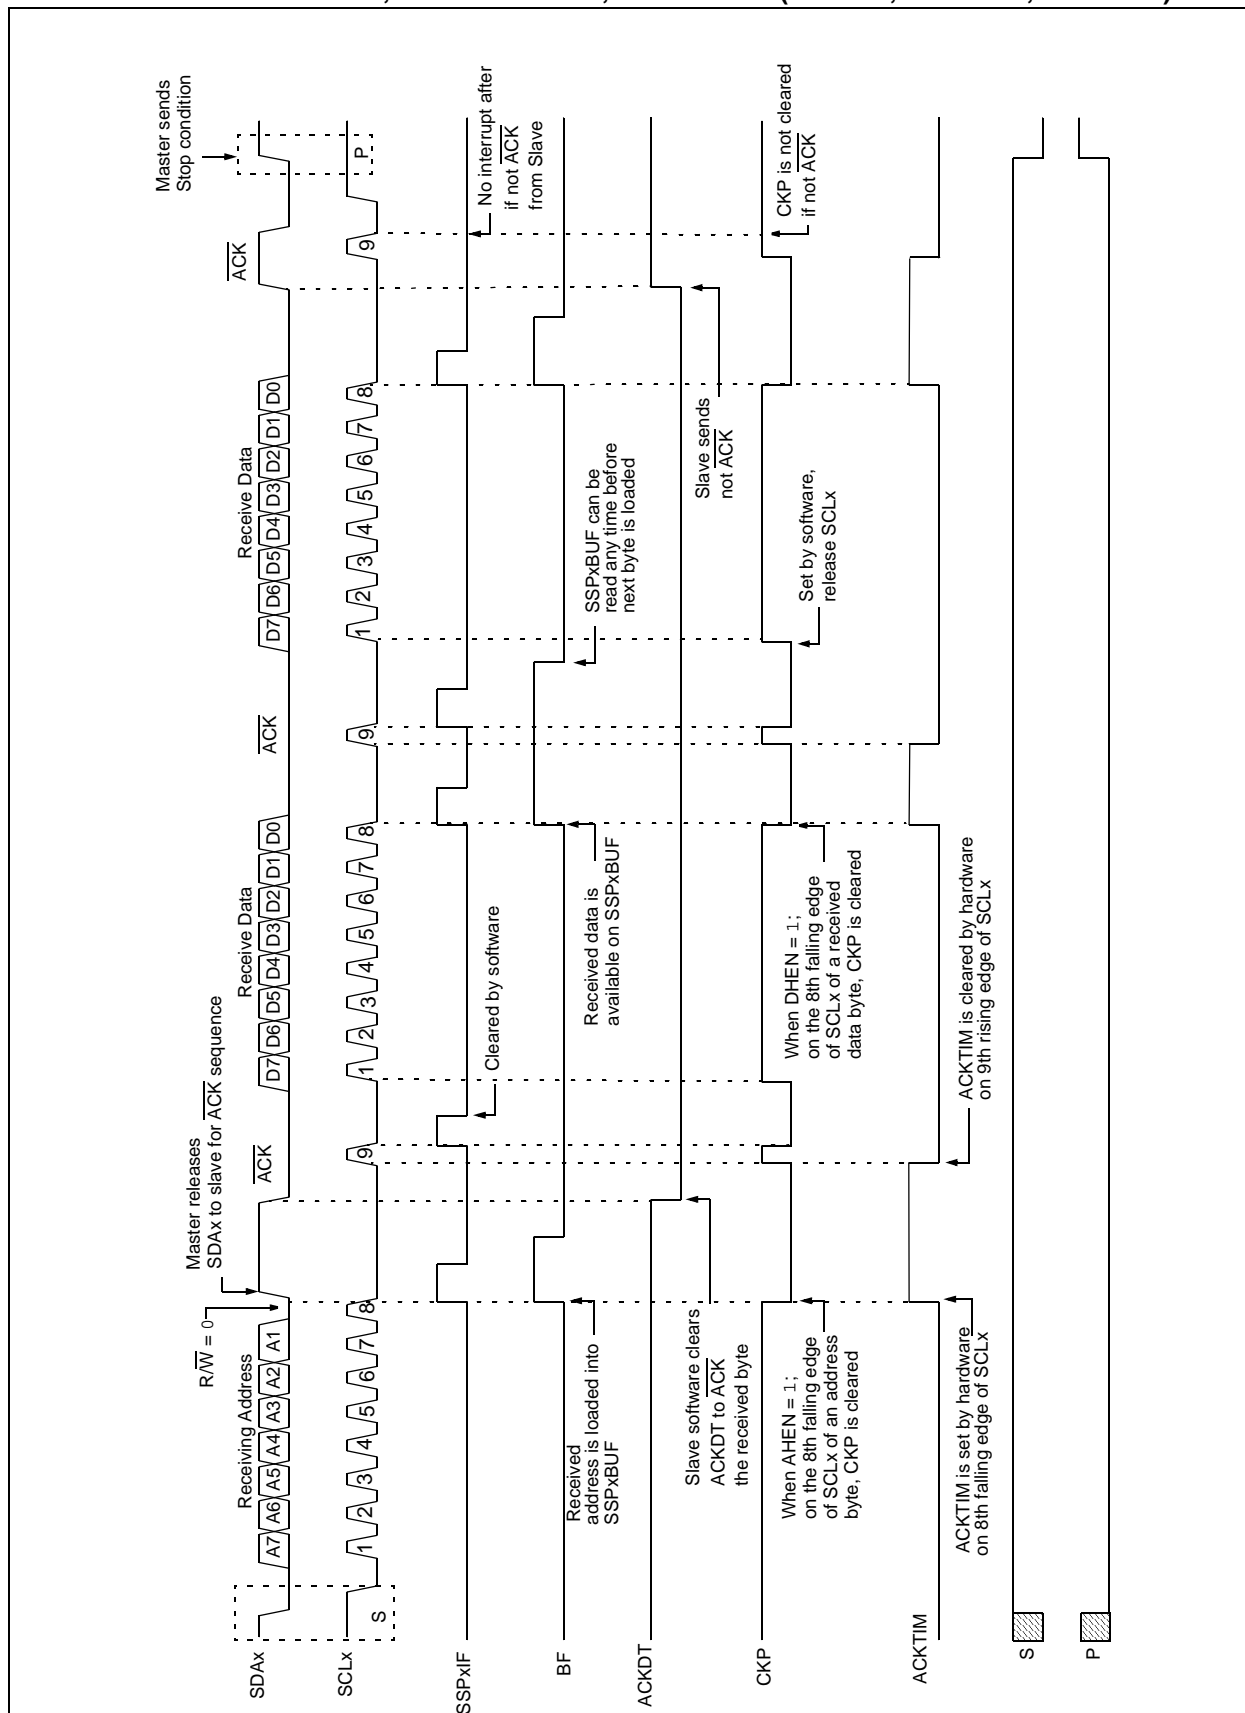 Master sends
Stop condition
Master releases
SDAx to slave for ACK sequence
R/W = 0
Receiving Address
Receive Data
Receive Data
ACK
ACK
ACK
SDAx
A7 A6 A5 A4 A3 A2 A1
D7 D6 D5 D4 D3 D2 D1 D0
D7 D6 D5 D4 D3 D2 D1 D0
SCLx
S
1 2 3 4 5 6 7 8 9
1 2 3 4 5 6 7 8 9
1 2 3 4 5 6 7 8 9
P
SSPxIF
Cleared by software
No interrupt after
if not ACK
from Slave
BF
Received
address is loaded into
SSPxBUF
Received data is
available on SSPxBUF
SSPxBUF can be
read any time before
next byte is loaded
ACKDT
Slave software clears
ACKDT to ACK
the received byte
Slave sends
not ACK
CKP
When AHEN = 1;
on the 8th falling edge
of SCLx of an address
byte, CKP is cleared
When DHEN = 1;
on the 8th falling edge
of SCLx of a received
data byte, CKP is cleared
Set by software,
release SCLx
CKP is not cleared
if not ACK
ACKTIM
ACKTIM is set by hardware
on 8th falling edge of SCLx
ACKTIM is cleared by hardware
on 9th rising edge of SCLx
S
P